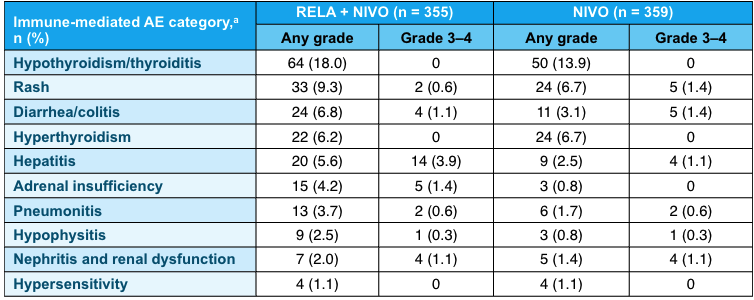 Immune-mediated AE category,a n (%) RELA + NIVO (n = 355) NIVO (n = 359)
Any grade Grade 3–4 Any grade Grade 3–4
Hypothyroidism/thyroiditis 64 (18.0) 0 50 (13.9) 0
Rash 33 (9.3) 2 (0.6) 24 (6.7) 5 (1.4)
Diarrhea/colitis 24 (6.8) 4 (1.1) 11 (3.1) 5 (1.4)
Hyperthyroidism 22 (6.2) 0 24 (6.7) 0
Hepatitis 20 (5.6) 14 (3.9) 9 (2.5) 4 (1.1)
Adrenal insufficiency 15 (4.2) 5 (1.4) 3 (0.8) 0
Pneumonitis 13 (3.7) 2 (0.6) 6 (1.7) 2 (0.6)
Hypophysitis 9 (2.5) 1 (0.3) 3 (0.8) 1 (0.3)
Nephritis and renal dysfunction 7 (2.0) 4 (1.1) 5 (1.4) 4 (1.1)
Hypersensitivity 4 (1.1) 0 4 (1.1) 0